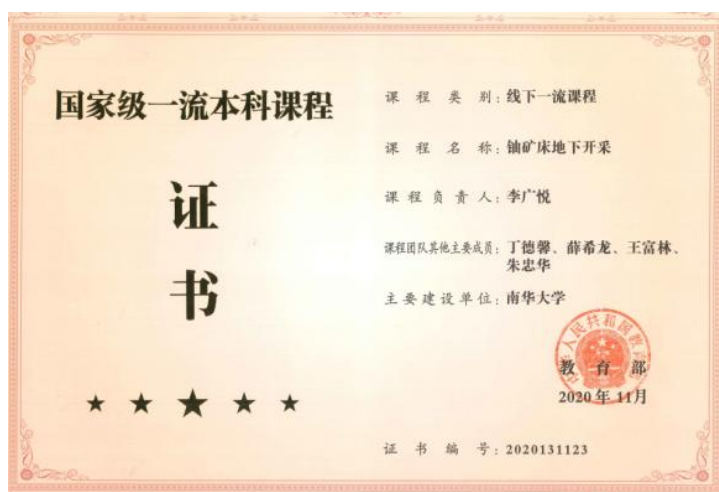 国家级一流本科课程
证
书
课程类别：线下一流课程
课程名称：铀矿床地下开采
课程负责人：李广悦
课程团队其他主要成员：丁德馨、薛希龙、王富林、
朱忠华
主要建设单位：南华大学
教育部
2020年11月
证书编号：2020131123